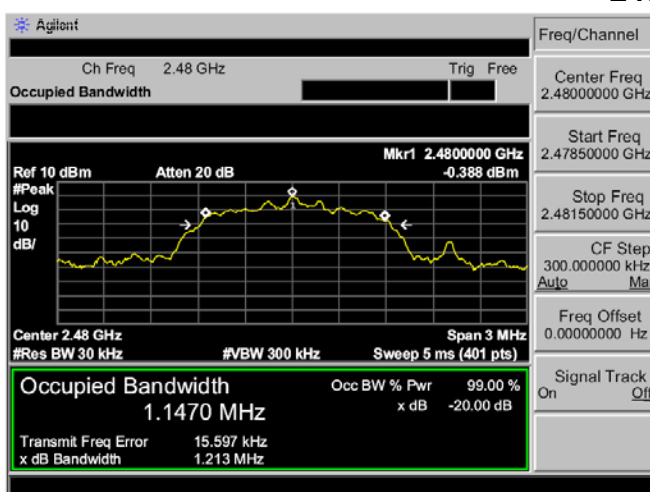 Agilent
Freq/Channel
Ch Freq 2.48 GHz Trig Free
Occupied Bandwidth
Center Freq
2.48000000 GHz
Start Freq
2.47850000 GHz
Stop Freq
2.48150000 GHz
CF Step
300.000000 kHz
Auto Ma
Freq Offset
0.00000000 Hz
Signal Track
On Off
Mkr1 2.4800000 GHz
Ref 10 dBm Atten 20 dB -0.388 dBm
#Peak
Log
10
dB/
1
Center 2.48 GHz Span 3 MHz
#Res BW 30 kHz #VBW 300 kHz Sweep 5 ms (401 pts)
Occupied Bandwidth Occ BW % Pwr 99.00 %
1.1470 MHz x dB -20.00 dB
Transmit Freq Error 15.597 kHz
x dB Bandwidth 1.213 MHz